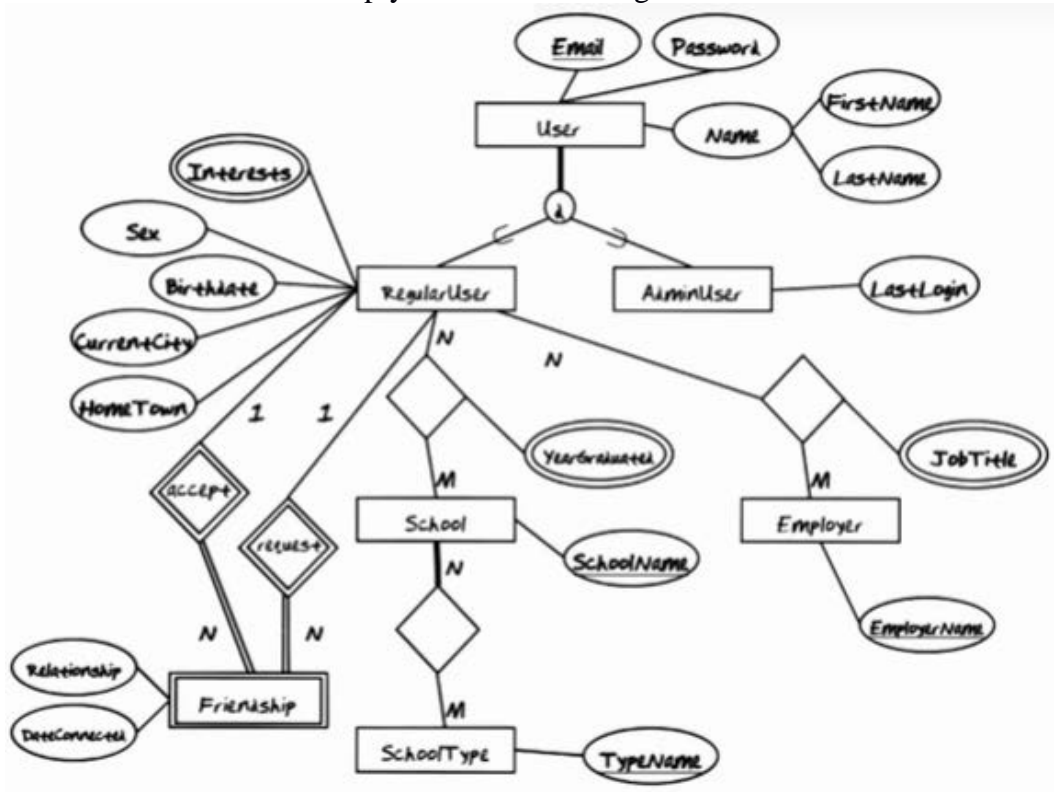 Email
Password
User
Name
FirstName
LastName
d
Interests
Sex
Birthdate
CurrentCity
HomeTown
RegularUser
AdminUser
LastLogin
N
N
1
1
accept
request
YearGraduated
JobTitle
M
M
School
Employer
SchoolName
N
EmployerName
N
N
Relationship
DateConnected
Friendship
M
SchoolType
TypeName